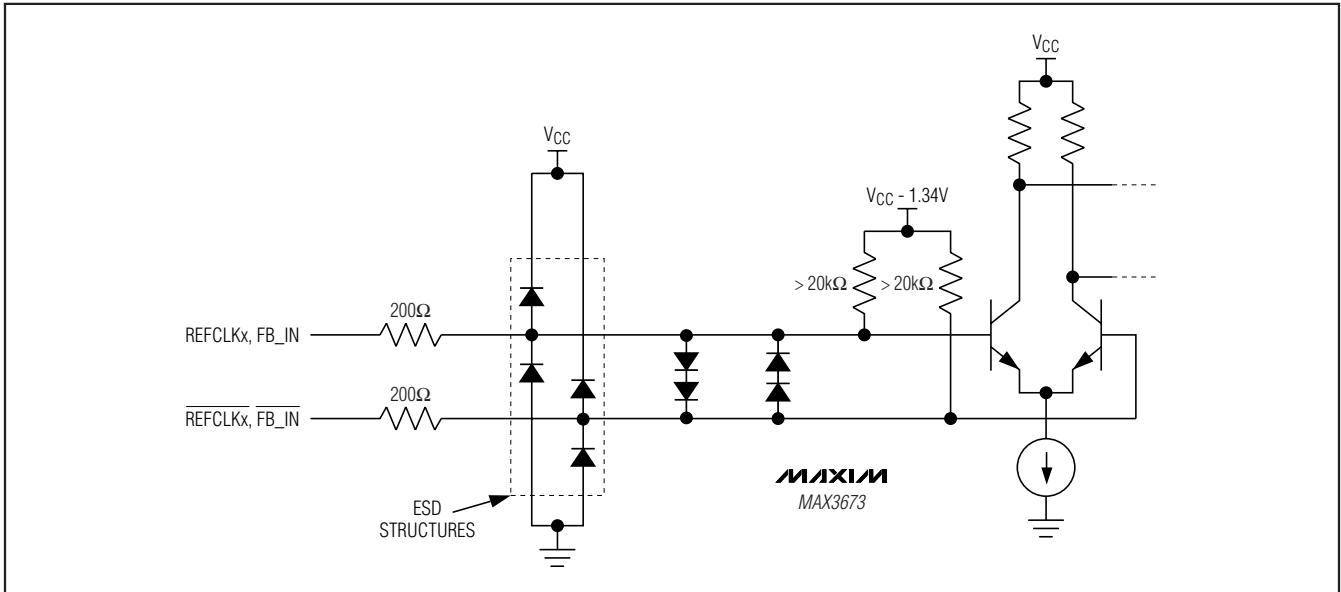 VCC
VCC
VCC - 1.34V
> 20kΩ > 20kΩ
200Ω
REFCLKx, FB_IN
200Ω
REFCLKx, FB_IN
MAXIM
MAX3673
ESD
STRUCTURES